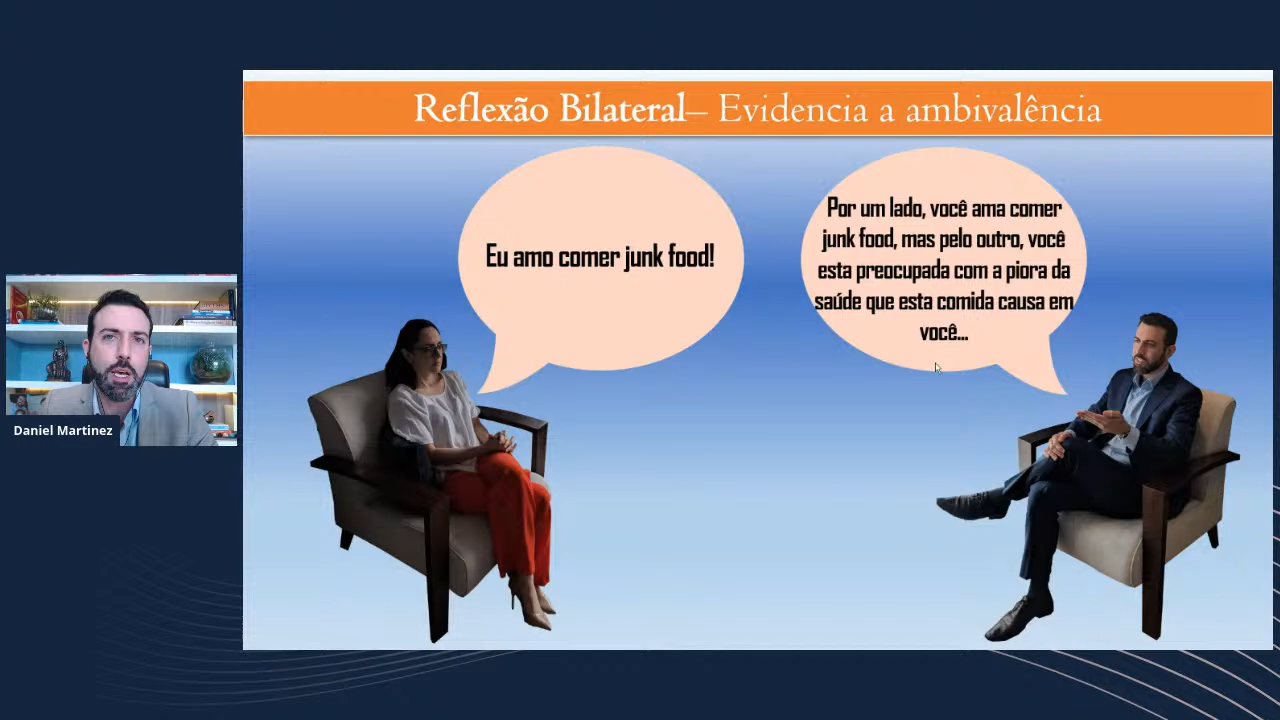 Reflexão Bilateral– Evidencia a ambivalência
Eu amo comer junk food!
Por um lado, você ama comer
junk food, mas pelo outro, você
esta preocupada com a piora da
saúde que esta comida causa em
você...
Daniel Martinez